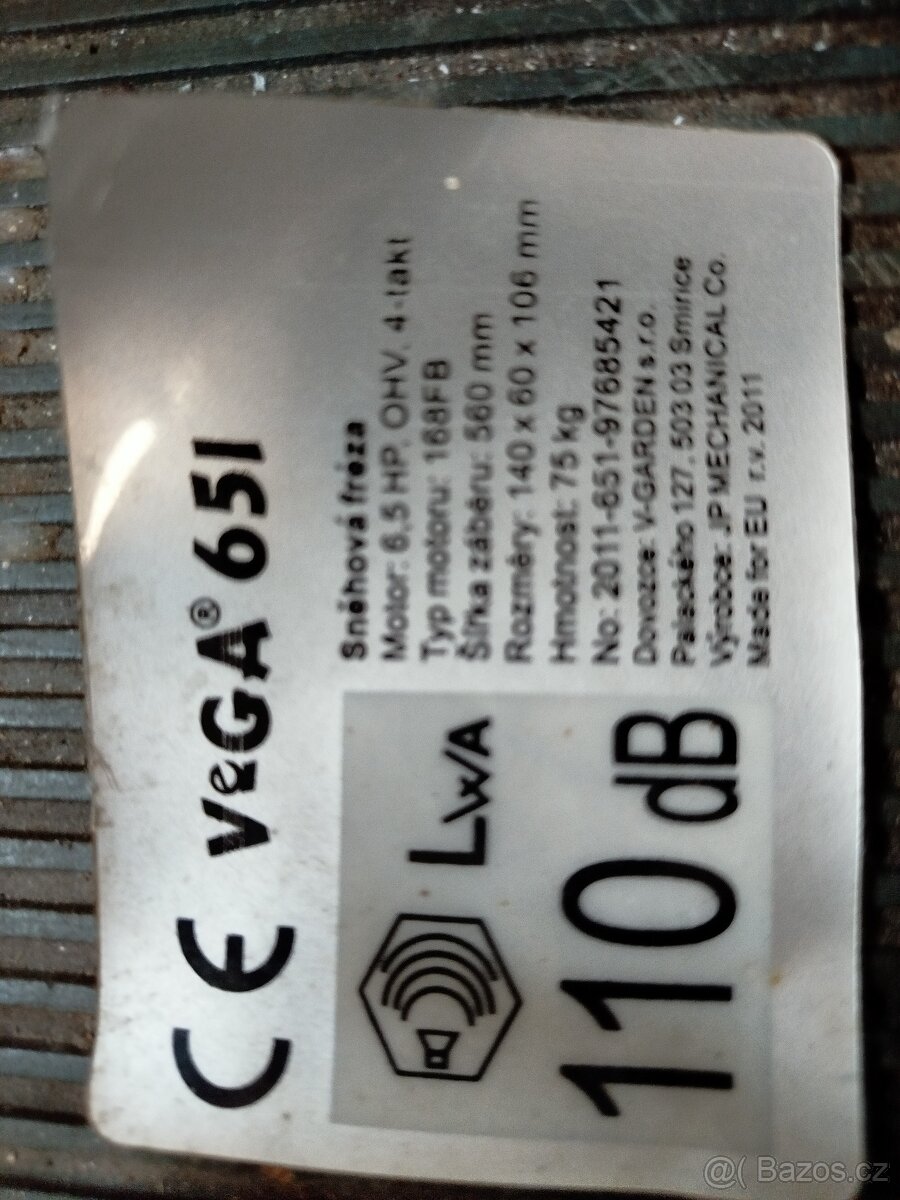 CE VeGA® 651
Sněhová fréza
Motor: 6,5 HP, OHV, 4-takt
Typ motoru: 168FB
Šířka záběru: 560 mm
Rozměry: 140 x 60 x 106 mm
Hmotnost: 75 kg
No: 2011-651-97685421
Dovozce: V-GARDEN s.r.o.
Palackého 127, 503 03 Smiřice
Výrobce: JP MECHANICAL Co.
Made for EU r.v. 2011
LWA
110 dB
@( Bazos.cz